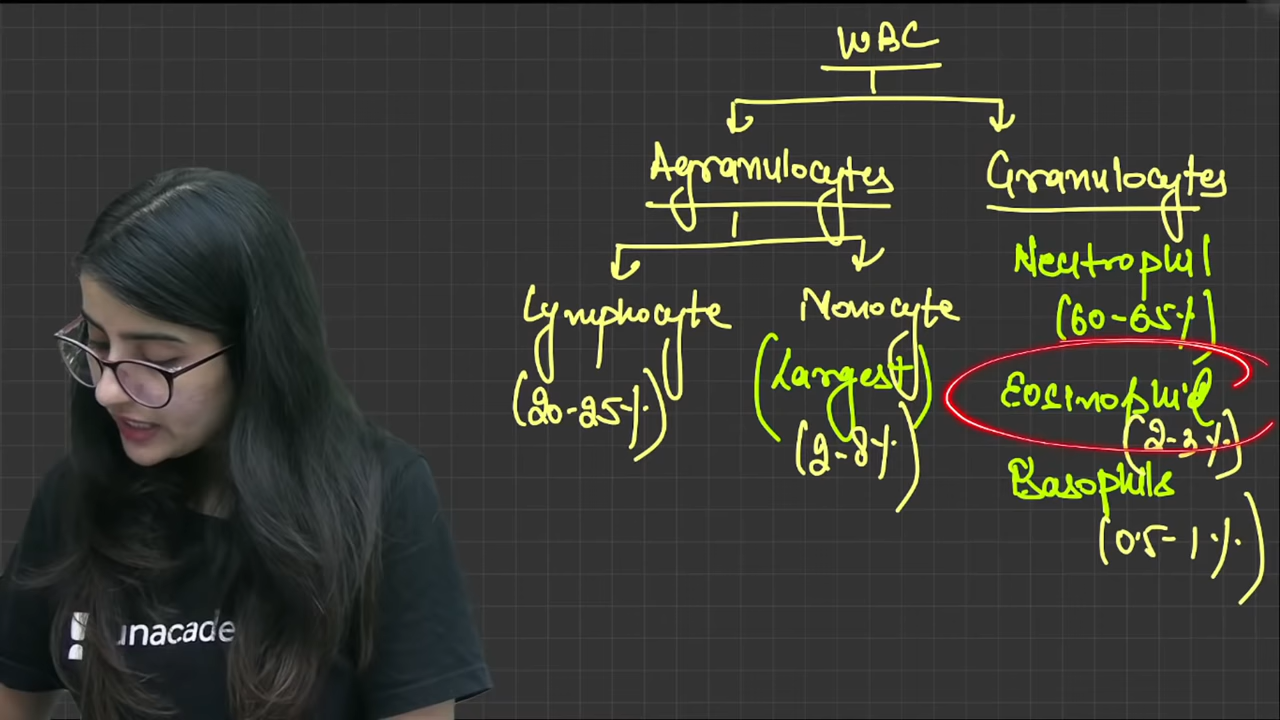 WBC
Agranulocytes
Granulocytes
Lymphocyte
(20-25%)
Monocyte
(Largest)
(2-8%)
Neutrophil
(60-65%)
Eosinophil
(2-3%)
Basophils
(0.5-1%)
unacade